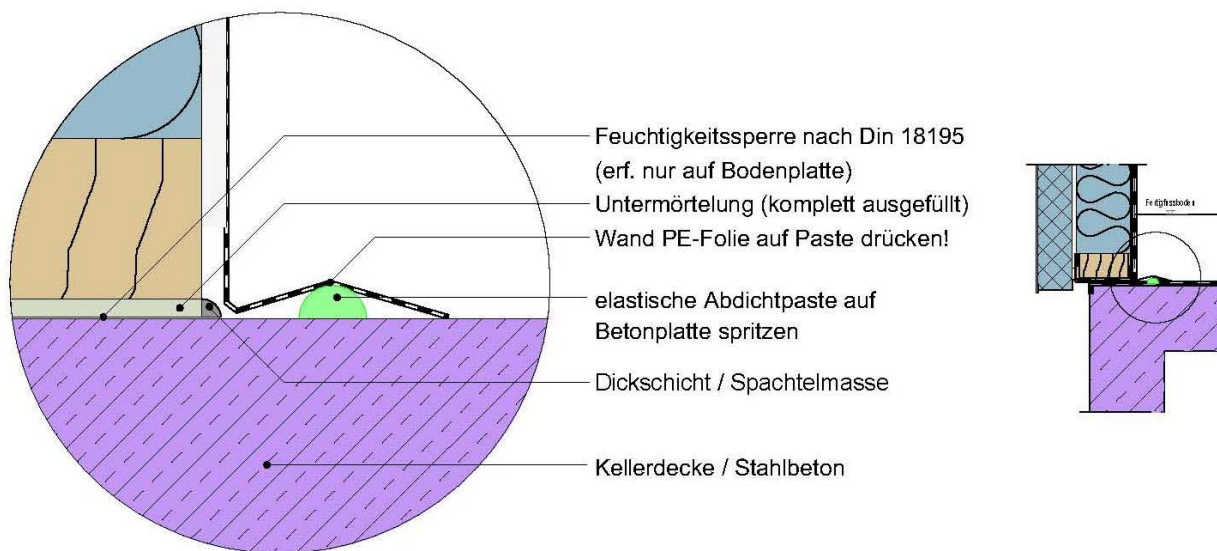 Feuchtigkeitssperre nach Din 18195
(erf. nur auf Bodenplatte)
Untermörtelung (komplett ausgefüllt)
Wand PE-Folie auf Paste drücken!
elastische Abdichtpaste auf
Betonplatte spritzen
Dickschicht / Spachtelmasse
Kellerdecke / Stahlbeton
Fertigfussboden